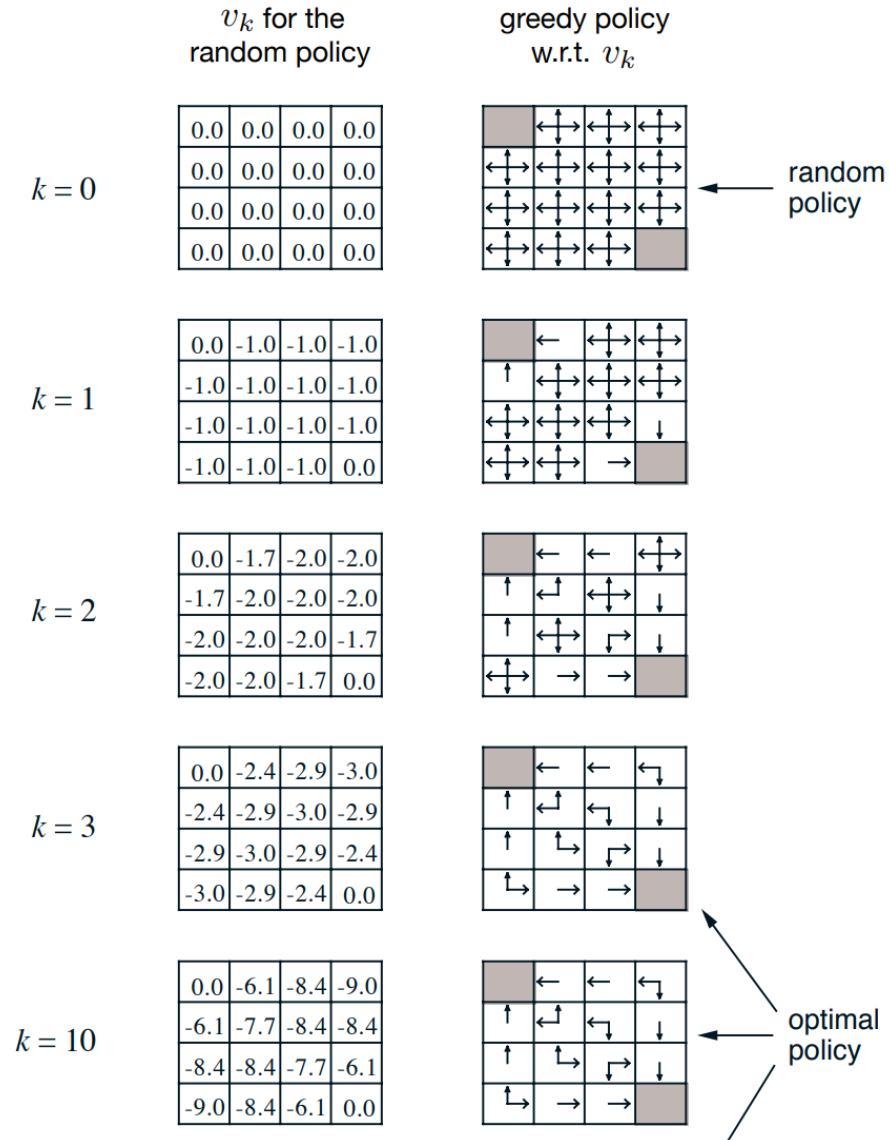 v_k for the random policy
greedy policy w.r.t. v_k
k = 0
0.0 0.0 0.0 0.0
0.0 0.0 0.0 0.0
0.0 0.0 0.0 0.0
0.0 0.0 0.0 0.0
random policy
k = 1
0.0 -1.0 -1.0 -1.0
-1.0 -1.0 -1.0 -1.0
-1.0 -1.0 -1.0 -1.0
-1.0 -1.0 -1.0 0.0
k = 2
0.0 -1.7 -2.0 -2.0
-1.7 -2.0 -2.0 -2.0
-2.0 -2.0 -2.0 -1.7
-2.0 -2.0 -1.7 0.0
k = 3
0.0 -2.4 -2.9 -3.0
-2.4 -2.9 -3.0 -2.9
-2.9 -3.0 -2.9 -2.4
-3.0 -2.9 -2.4 0.0
k = 10
0.0 -6.1 -8.4 -9.0
-6.1 -7.7 -8.4 -8.4
-8.4 -8.4 -7.7 -6.1
-9.0 -8.4 -6.1 0.0
optimal policy